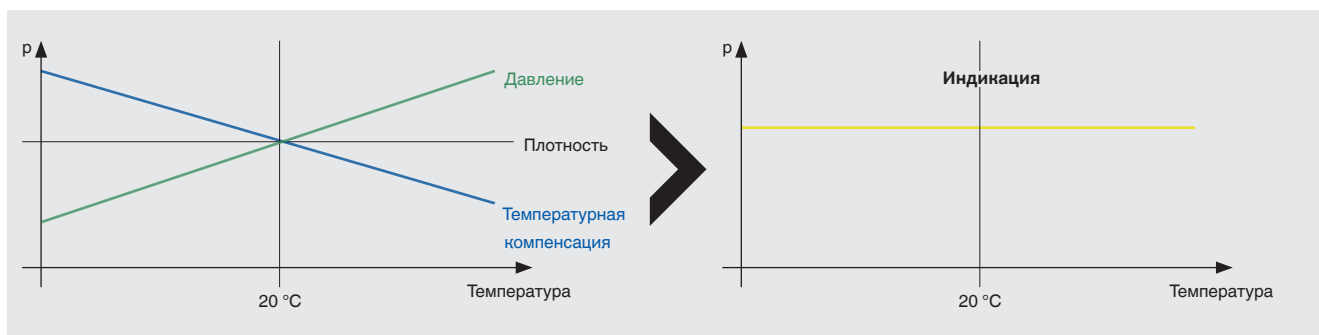 p
Давление
Плотность
Температурная
компенсация
Температура
20 °C
p
Индикация
Температура
20 °C